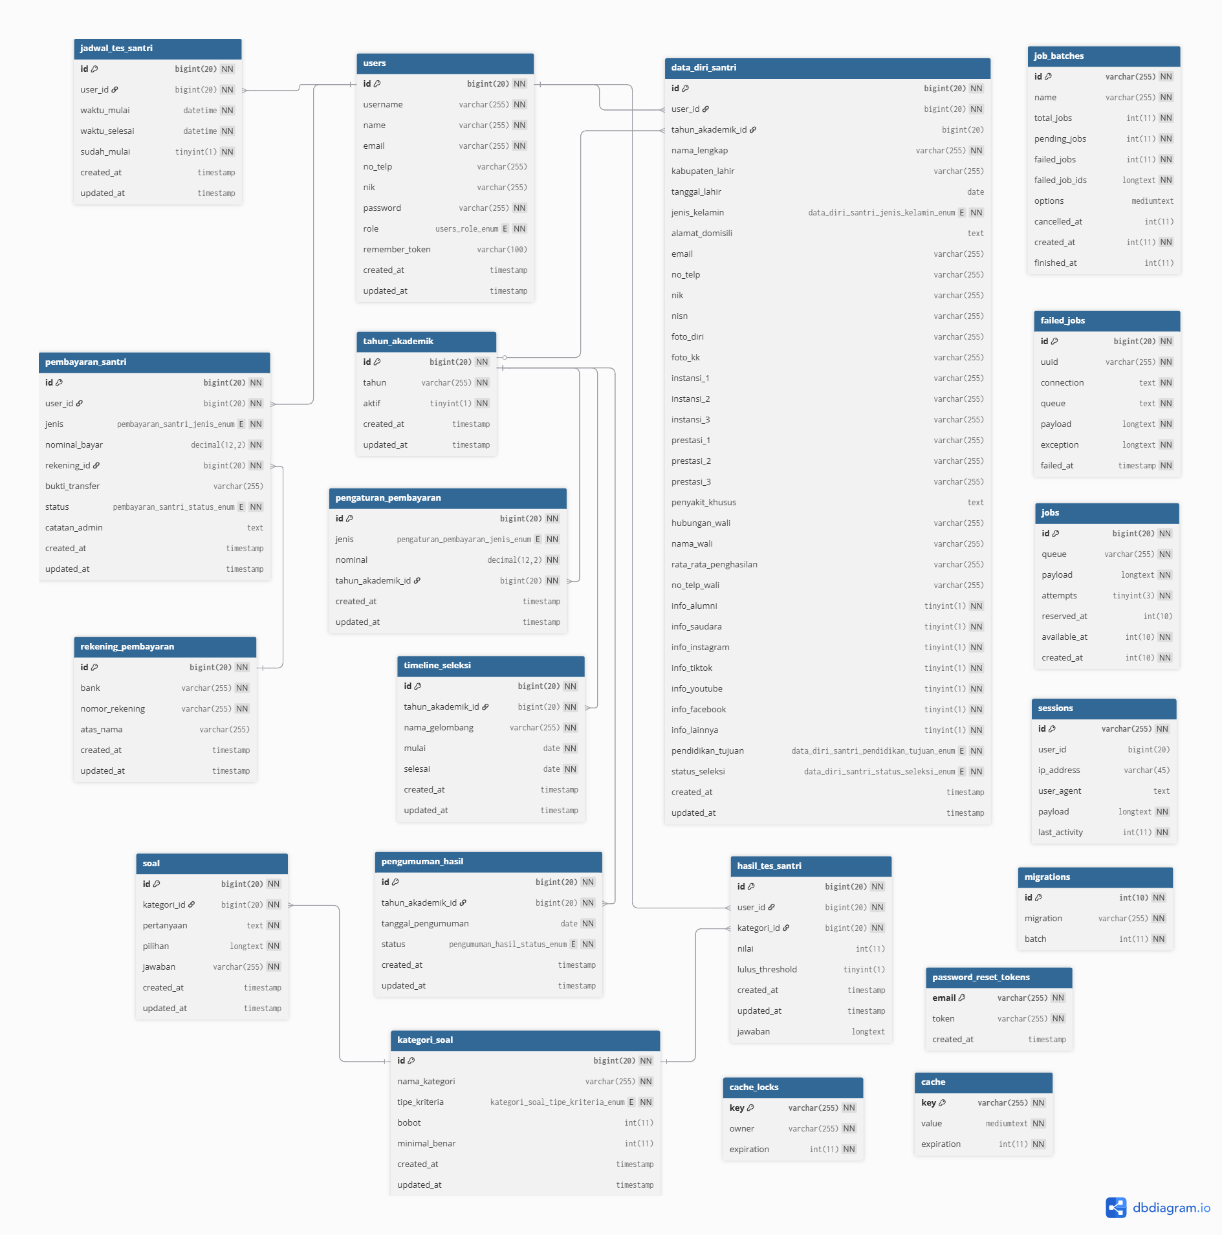 jadwal_tes_santri
id bigint(20) NN
user_id bigint(20) NN
waktu_mulai datetime NN
waktu_selesai datetime NN
sudah_mulai tinyint(1) NN
created_at timestamp
updated_at timestamp
users
id bigint(20) NN
username varchar(255) NN
name varchar(255) NN
email varchar(255) NN
no_telp varchar(255)
nik varchar(255)
password varchar(255) NN
role users_role_enum E NN
remember_token varchar(100)
created_at timestamp
updated_at timestamp
data_diri_santri
id bigint(20) NN
user_id bigint(20) NN
tahun_akademik_id bigint(20)
nama_lengkap varchar(255) NN
kabupaten_lahir varchar(255)
tanggal_lahir date
jenis_kelamin data_diri_santri_jenis_kelamin_enum E NN
alamat_domisili text
email varchar(255)
no_telp varchar(255)
nik varchar(255)
nisn varchar(255)
foto_diri varchar(255)
foto_kk varchar(255)
instansi_1 varchar(255)
instansi_2 varchar(255)
instansi_3 varchar(255)
prestasi_1 varchar(255)
prestasi_2 varchar(255)
prestasi_3 varchar(255)
penyakit_khusus text
hubungan_wali varchar(255)
nama_wali varchar(255)
rata_rata_penghasilan varchar(255)
no_telp_wali varchar(255)
info_alumni tinyint(1) NN
info_saudara tinyint(1) NN
info_instagram tinyint(1) NN
info_tiktok tinyint(1) NN
info_youtube tinyint(1) NN
info_facebook tinyint(1) NN
info_lainnya tinyint(1) NN
pendidikan_tujuan data_diri_santri_pendidikan_tujuan_enum E NN
status_seleksi data_diri_santri_status_seleksi_enum E NN
created_at timestamp
updated_at timestamp
job_batches
id varchar(255) NN
name varchar(255) NN
total_jobs int(11) NN
pending_jobs int(11) NN
failed_jobs int(11) NN
failed_job_ids longtext NN
options mediumtext
cancelled_at int(11)
created_at int(11) NN
finished_at int(11)
failed_jobs
id bigint(20) NN
uuid varchar(255) NN
connection text NN
queue text NN
payload longtext NN
exception longtext NN
failed_at timestamp NN
tahun_akademik
id bigint(20) NN
tahun varchar(255) NN
aktif tinyint(1) NN
created_at timestamp
updated_at timestamp
pembayaran_santri
id bigint(20) NN
user_id bigint(20) NN
jenis pembayaran_santri_jenis_enum E NN
nominal_bayar decimal(12,2) NN
rekening_id bigint(20) NN
bukti_transfer varchar(255)
status pembayaran_santri_status_enum E NN
catatan_admin text
created_at timestamp
updated_at timestamp
pengaturan_pembayaran
id bigint(20) NN
jenis pengaturan_pembayaran_jenis_enum E NN
nominal decimal(12,2) NN
tahun_akademik_id bigint(20) NN
created_at timestamp
updated_at timestamp
jobs
id bigint(20) NN
queue varchar(255) NN
payload longtext NN
attempts tinyint(3) NN
reserved_at int(10)
available_at int(10) NN
created_at int(10) NN
rekening_pembayaran
id bigint(20) NN
bank varchar(255) NN
nomor_rekening varchar(255) NN
atas_nama varchar(255)
created_at timestamp
updated_at timestamp
timeline_seleksi
id bigint(20) NN
tahun_akademik_id bigint(20) NN
nama_gelombang varchar(255) NN
mulai date NN
selesai date NN
created_at timestamp
updated_at timestamp
sessions
id varchar(255) NN
user_id bigint(20)
ip_address varchar(45)
user_agent text
payload longtext NN
last_activity int(11) NN
soal
id bigint(20) NN
kategori_id bigint(20) NN
pertanyaan text NN
pilihan longtext NN
jawaban varchar(255) NN
created_at timestamp
updated_at timestamp
pengumuman_hasil
id bigint(20) NN
tahun_akademik_id bigint(20) NN
tanggal_pengumuman date NN
status pengumuman_hasil_status_enum E NN
created_at timestamp
updated_at timestamp
hasil_tes_santri
id bigint(20) NN
user_id bigint(20) NN
kategori_id bigint(20) NN
nilai int(11)
lulus_threshold tinyint(1)
created_at timestamp
updated_at timestamp
jawaban longtext
migrations
id int(10) NN
migration varchar(255) NN
batch int(11) NN
password_reset_tokens
email varchar(255) NN
token varchar(255) NN
created_at timestamp
kategori_soal
id bigint(20) NN
nama_kategori varchar(255) NN
tipe_kriteria kategori_soal_tipe_kriteria_enum E NN
bobot int(11)
minimal_benar int(11)
created_at timestamp
updated_at timestamp
cache_locks
key varchar(255) NN
owner varchar(255) NN
expiration int(11) NN
cache
key varchar(255) NN
value mediumtext NN
expiration int(11) NN
dbdiagram.io